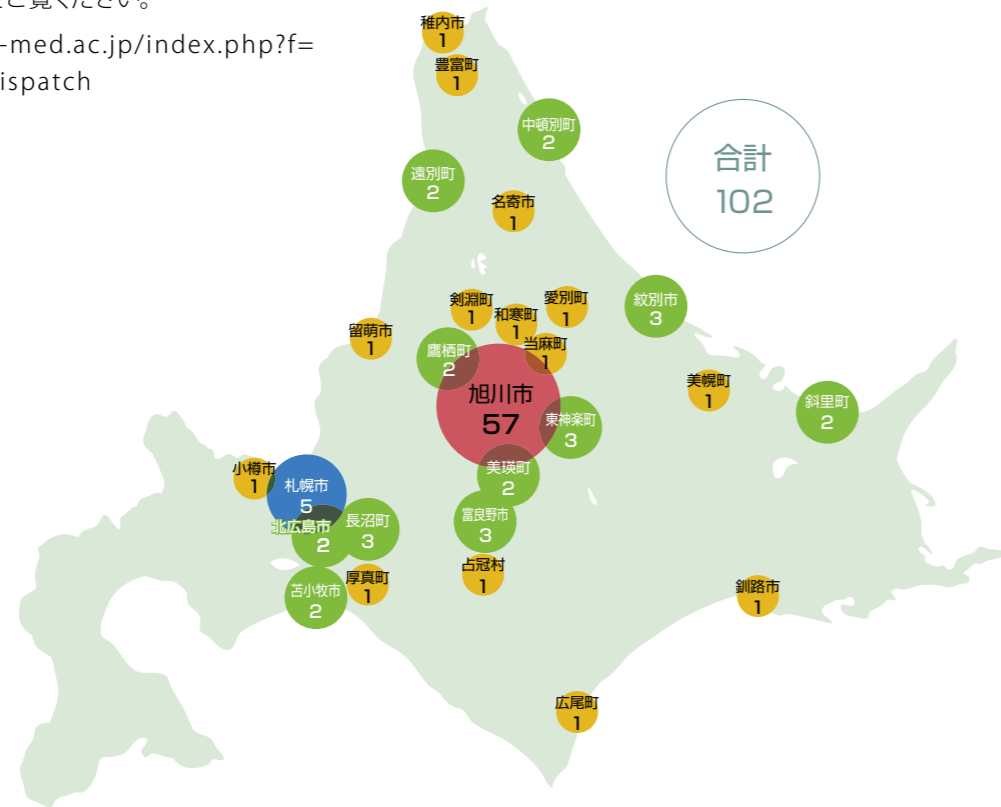 ご覧ください。
-med.ac.jp/index.php?f=
ispatch
稚内市
1
豊富町
1
中頓別町
2
遠別町
2
名寄市
1
合計
102
剣淵町
1
和寒町
1
愛別町
1
紋別市
3
留萌市
1
当麻町
1
鷹栖町
2
旭川市
57
美幌町
1
斜里町
2
東神楽町
3
小樽市
1
札幌市
5
美瑛町
2
北広島市
2
長沼町
3
富良野市
3
占冠村
1
苫小牧市
2
厚真町
1
釧路市
1
広尾町
1